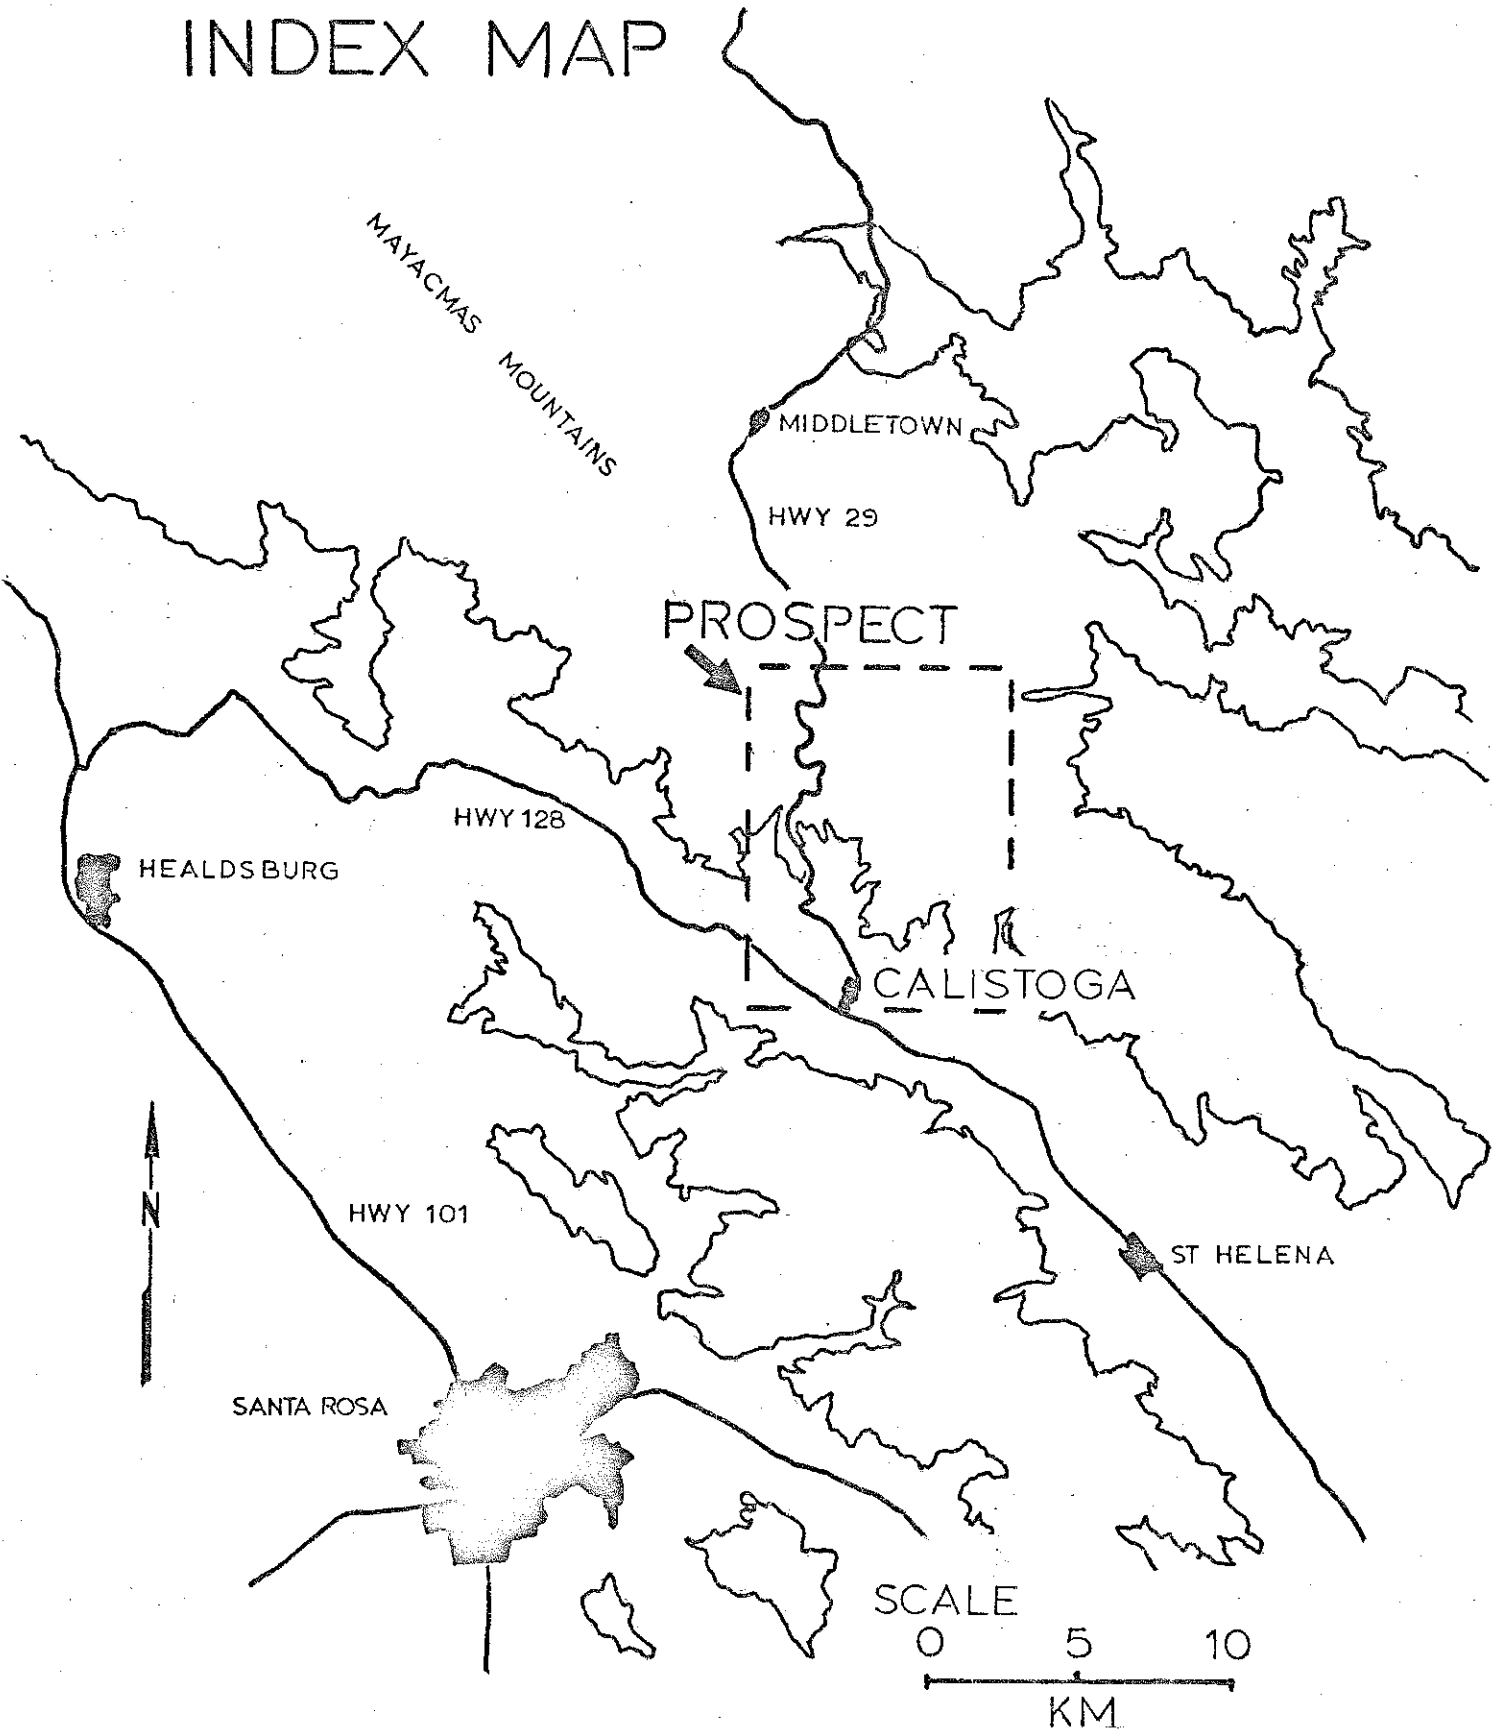 INDEX MAP
MAYACMAS MOUNTAINS
MIDDLETOWN
HWY 29
PROSPECT
HWY 128
HEALDSBURG
CALISTOGA
N
HWY 101
ST HELENA
SANTA ROSA
SCALE
0 5 10
KM